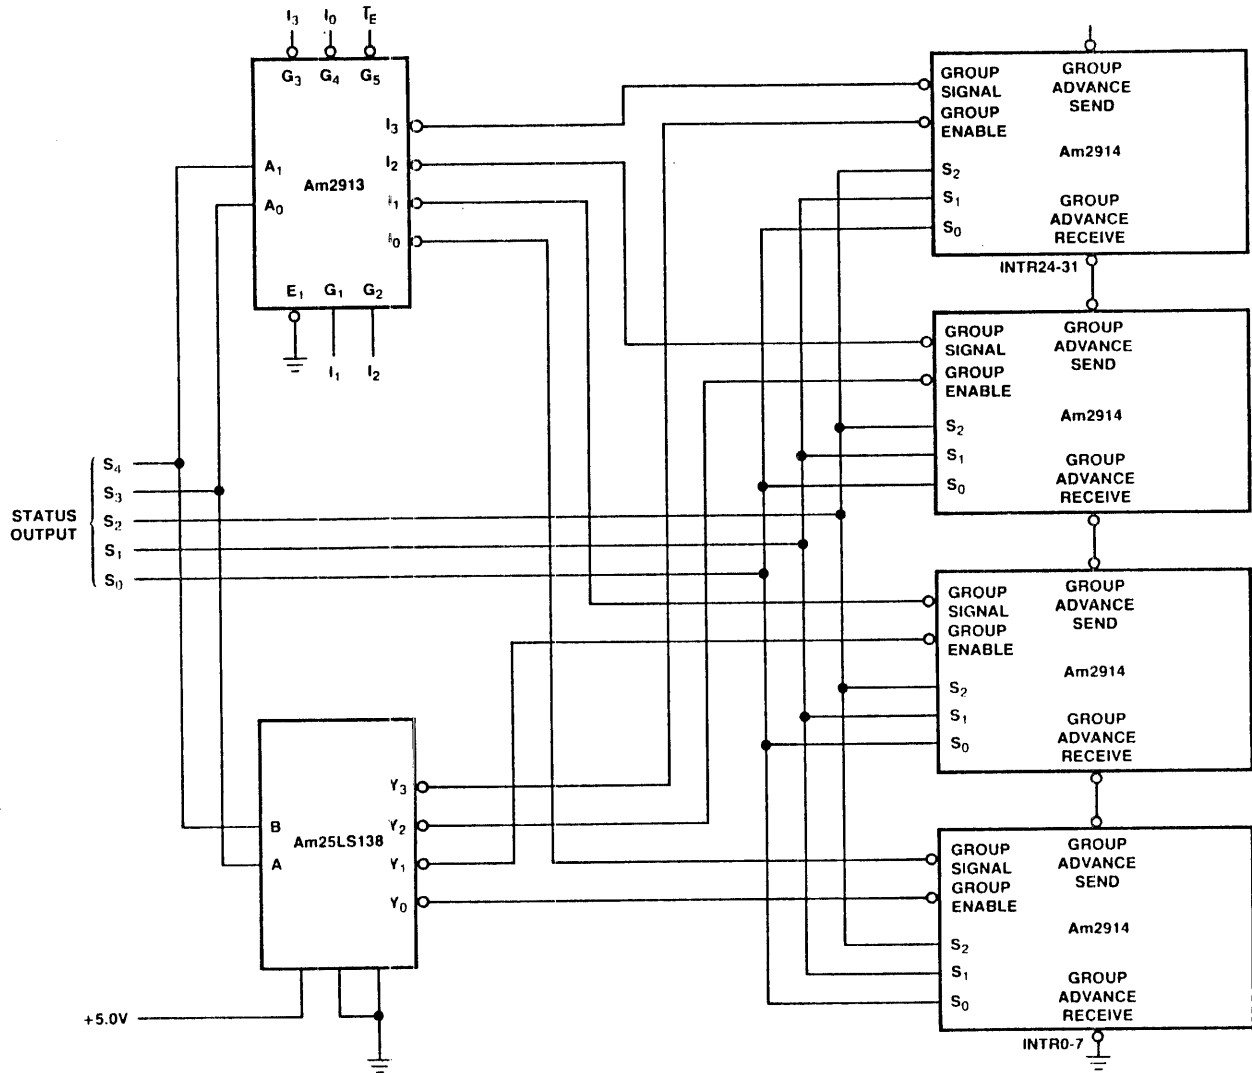 I₃ I₀ T̅E
G₃ G₄ G₅
I₃
I₂
I₁
I₀
A₁
A₀
Am2913
E₁ G₁ G₂
I₁ I₂
STATUS
OUTPUT
S₄
S₃
S₂
S₁
S₀
Y₃
Y₂
Y₁
Y₀
B
A
Am25LS138
+5.0V
GROUP
SIGNAL
GROUP
ENABLE
GROUP
ADVANCE
SEND
Am2914
S₂
S₁
S₀
GROUP
ADVANCE
RECEIVE
INTR24-31
GROUP
SIGNAL
GROUP
ENABLE
GROUP
ADVANCE
SEND
Am2914
S₂
S₁
S₀
GROUP
ADVANCE
RECEIVE
GROUP
SIGNAL
GROUP
ENABLE
GROUP
ADVANCE
SEND
Am2914
S₂
S₁
S₀
GROUP
ADVANCE
RECEIVE
GROUP
SIGNAL
GROUP
ENABLE
GROUP
ADVANCE
SEND
Am2914
S₂
S₁
S₀
GROUP
ADVANCE
RECEIVE
INTR0-7